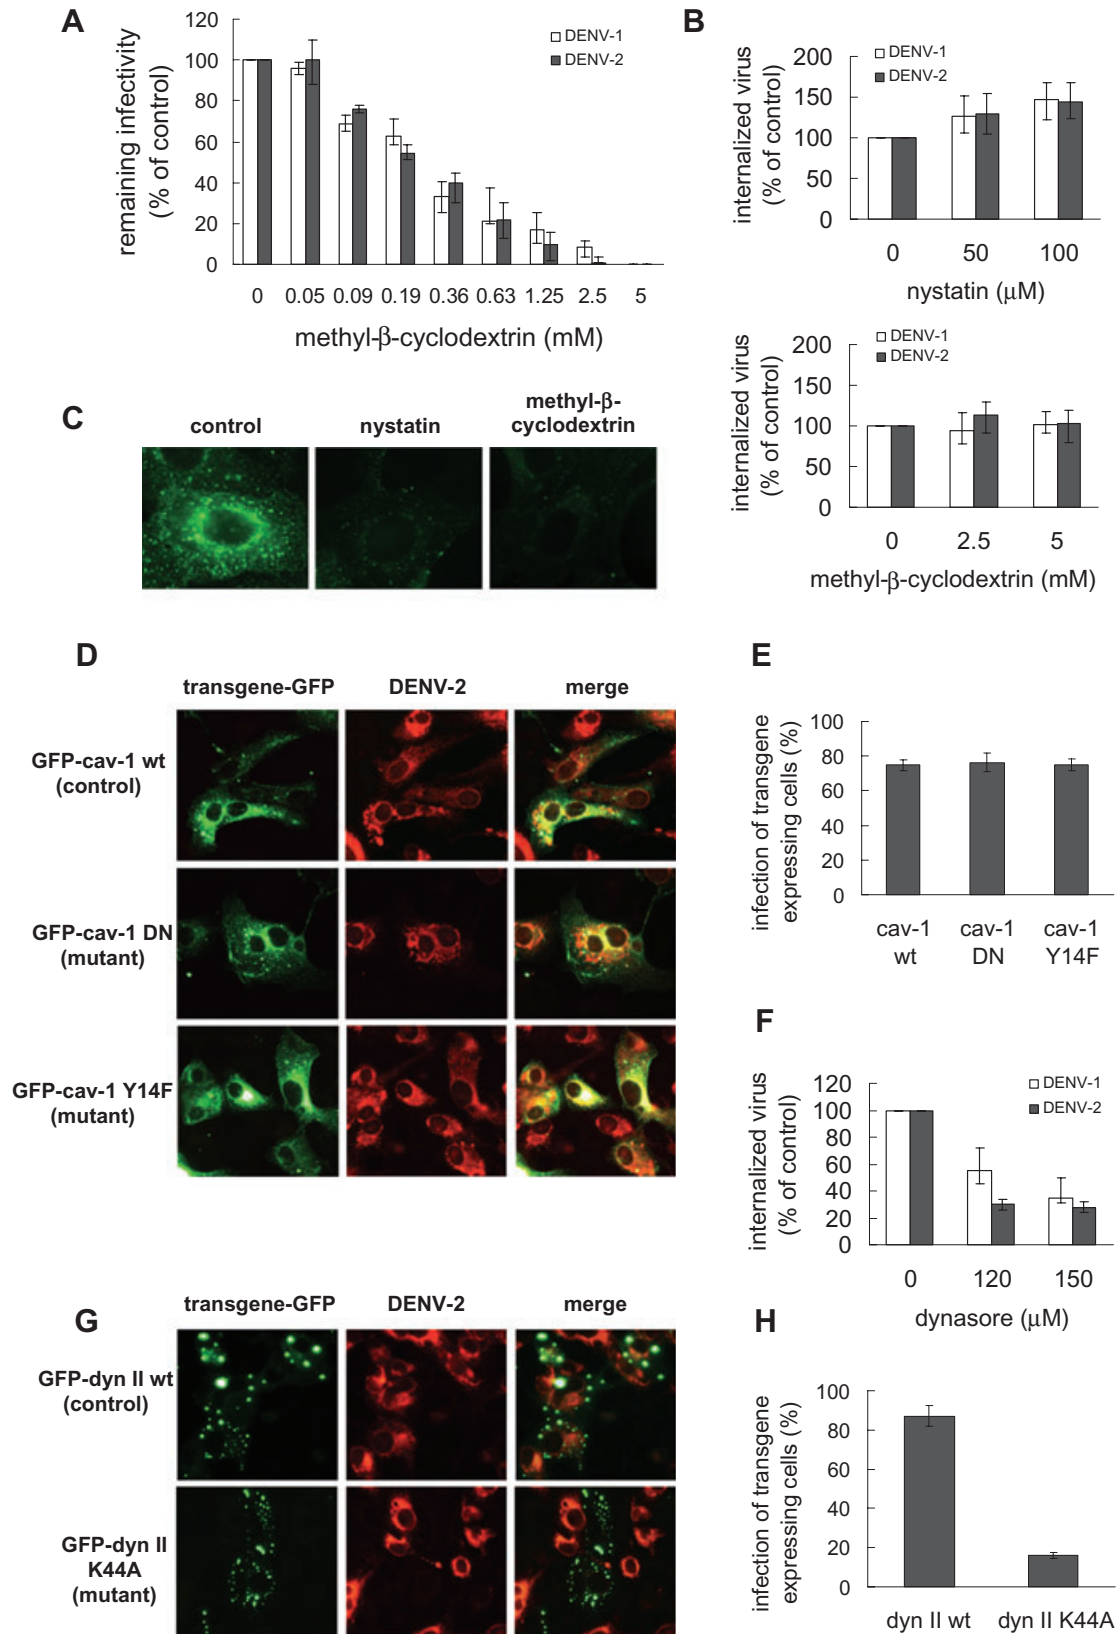 A
120
100
80
60
40
20
0
remaining infectivity
(% of control)
DENV-1
DENV-2
0 0.05 0.09 0.19 0.36 0.63 1.25 2.5 5
methyl-β-cyclodextrin (mM)
B
200
150
100
50
0
internalized virus
(% of control)
DENV-1
DENV-2
0 50 100
nystatin (μM)
200
150
100
50
0
internalized virus
(% of control)
DENV-1
DENV-2
0 2.5 5
methyl-β-cyclodextrin (mM)
C
control
nystatin
methyl-β-
cyclodextrin
D
transgene-GFP DENV-2 merge
GFP-cav-1 wt
(control)
GFP-cav-1 DN
(mutant)
GFP-cav-1 Y14F
(mutant)
E
100
80
60
40
20
0
infection of transgene
expressing cells (%)
cav-1
wt
cav-1
DN
cav-1
Y14F
F
120
100
80
60
40
20
0
internalized virus
(% of control)
DENV-1
DENV-2
0 120 150
dynasore (μM)
G
transgene-GFP DENV-2 merge
GFP-dyn II wt
(control)
GFP-dyn II
K44A
(mutant)
H
100
80
60
40
20
0
infection of transgene
expressing cells (%)
dyn II wt dyn II K44A